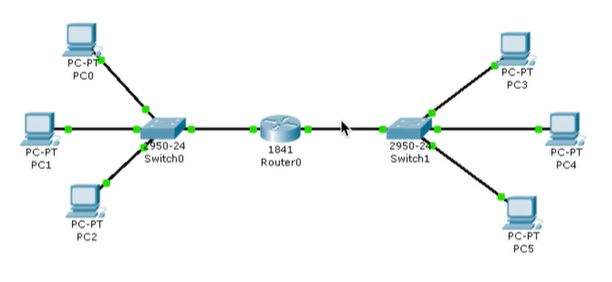 PC-PT
PC0
PC-PT
PC1
PC-PT
PC2
2950-24
Switch0
1841
Router0
2950-24
Switch1
PC-PT
PC3
PC-PT
PC4
PC-PT
PC5